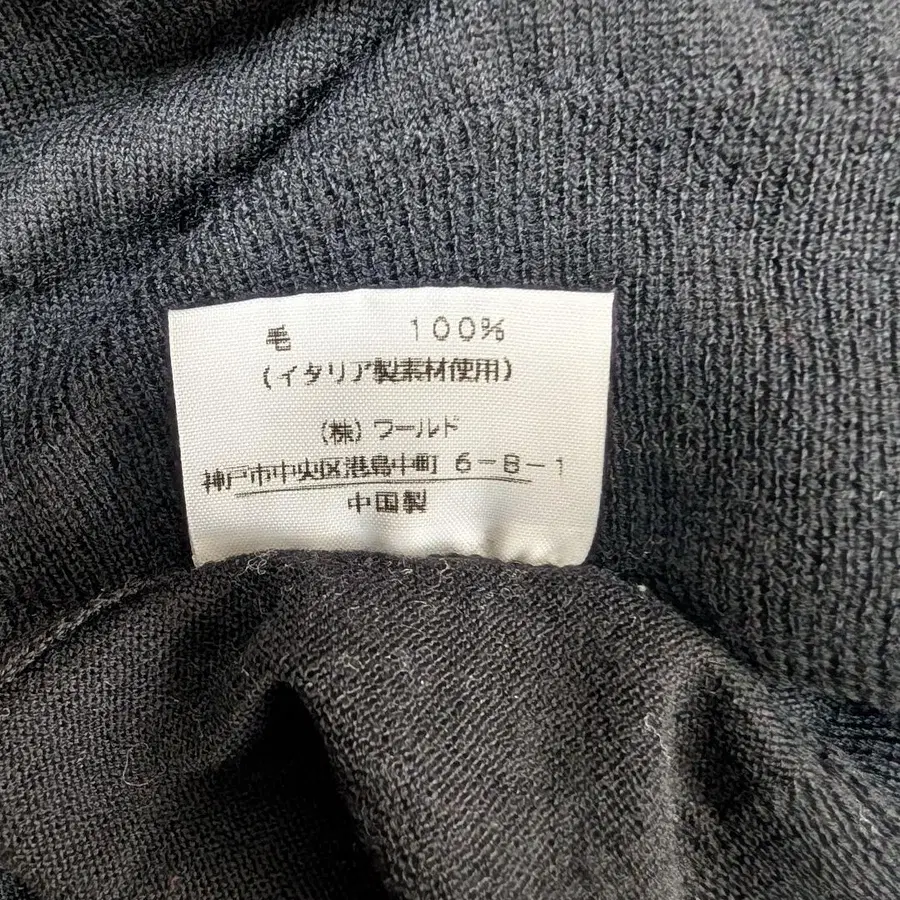 毛 100%
(イタリア製素材使用)
(株)ワールド
神戸市中央区港島中町 6-8-1
中国製